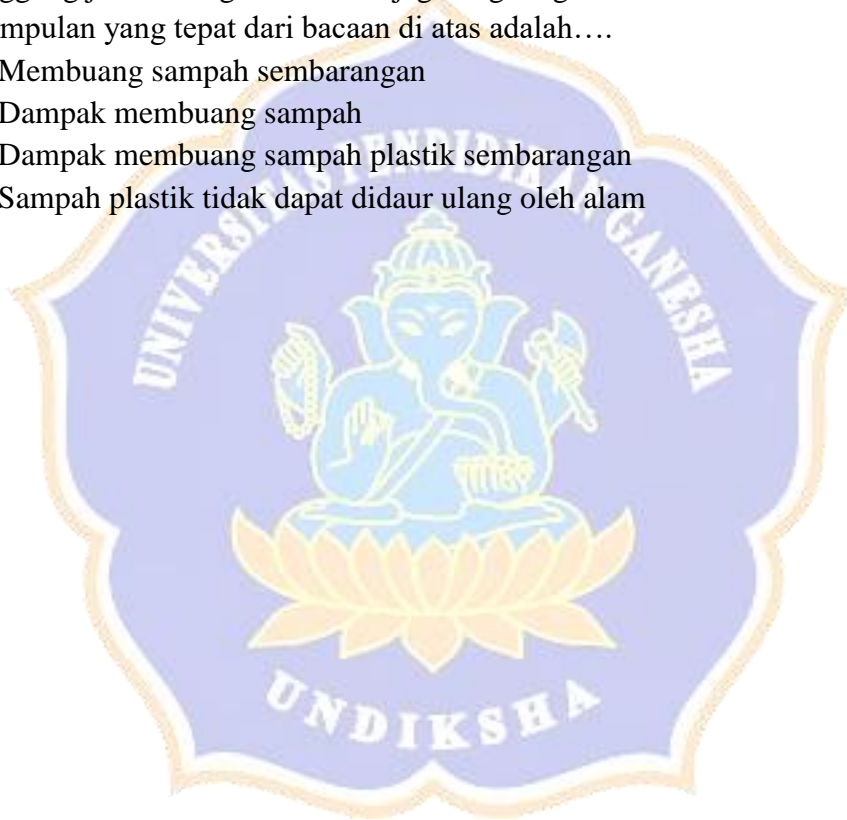 mpulan yang tepat dari bacaan di atas adalah….
Membuang sampah sembarangan
Dampak membuang sampah
Dampak membuang sampah plastik sembarangan
Sampah plastik tidak dapat didaur ulang oleh alam
UNIVERSITAS PENDIDIKAN GANESHA
UNDIKSHA